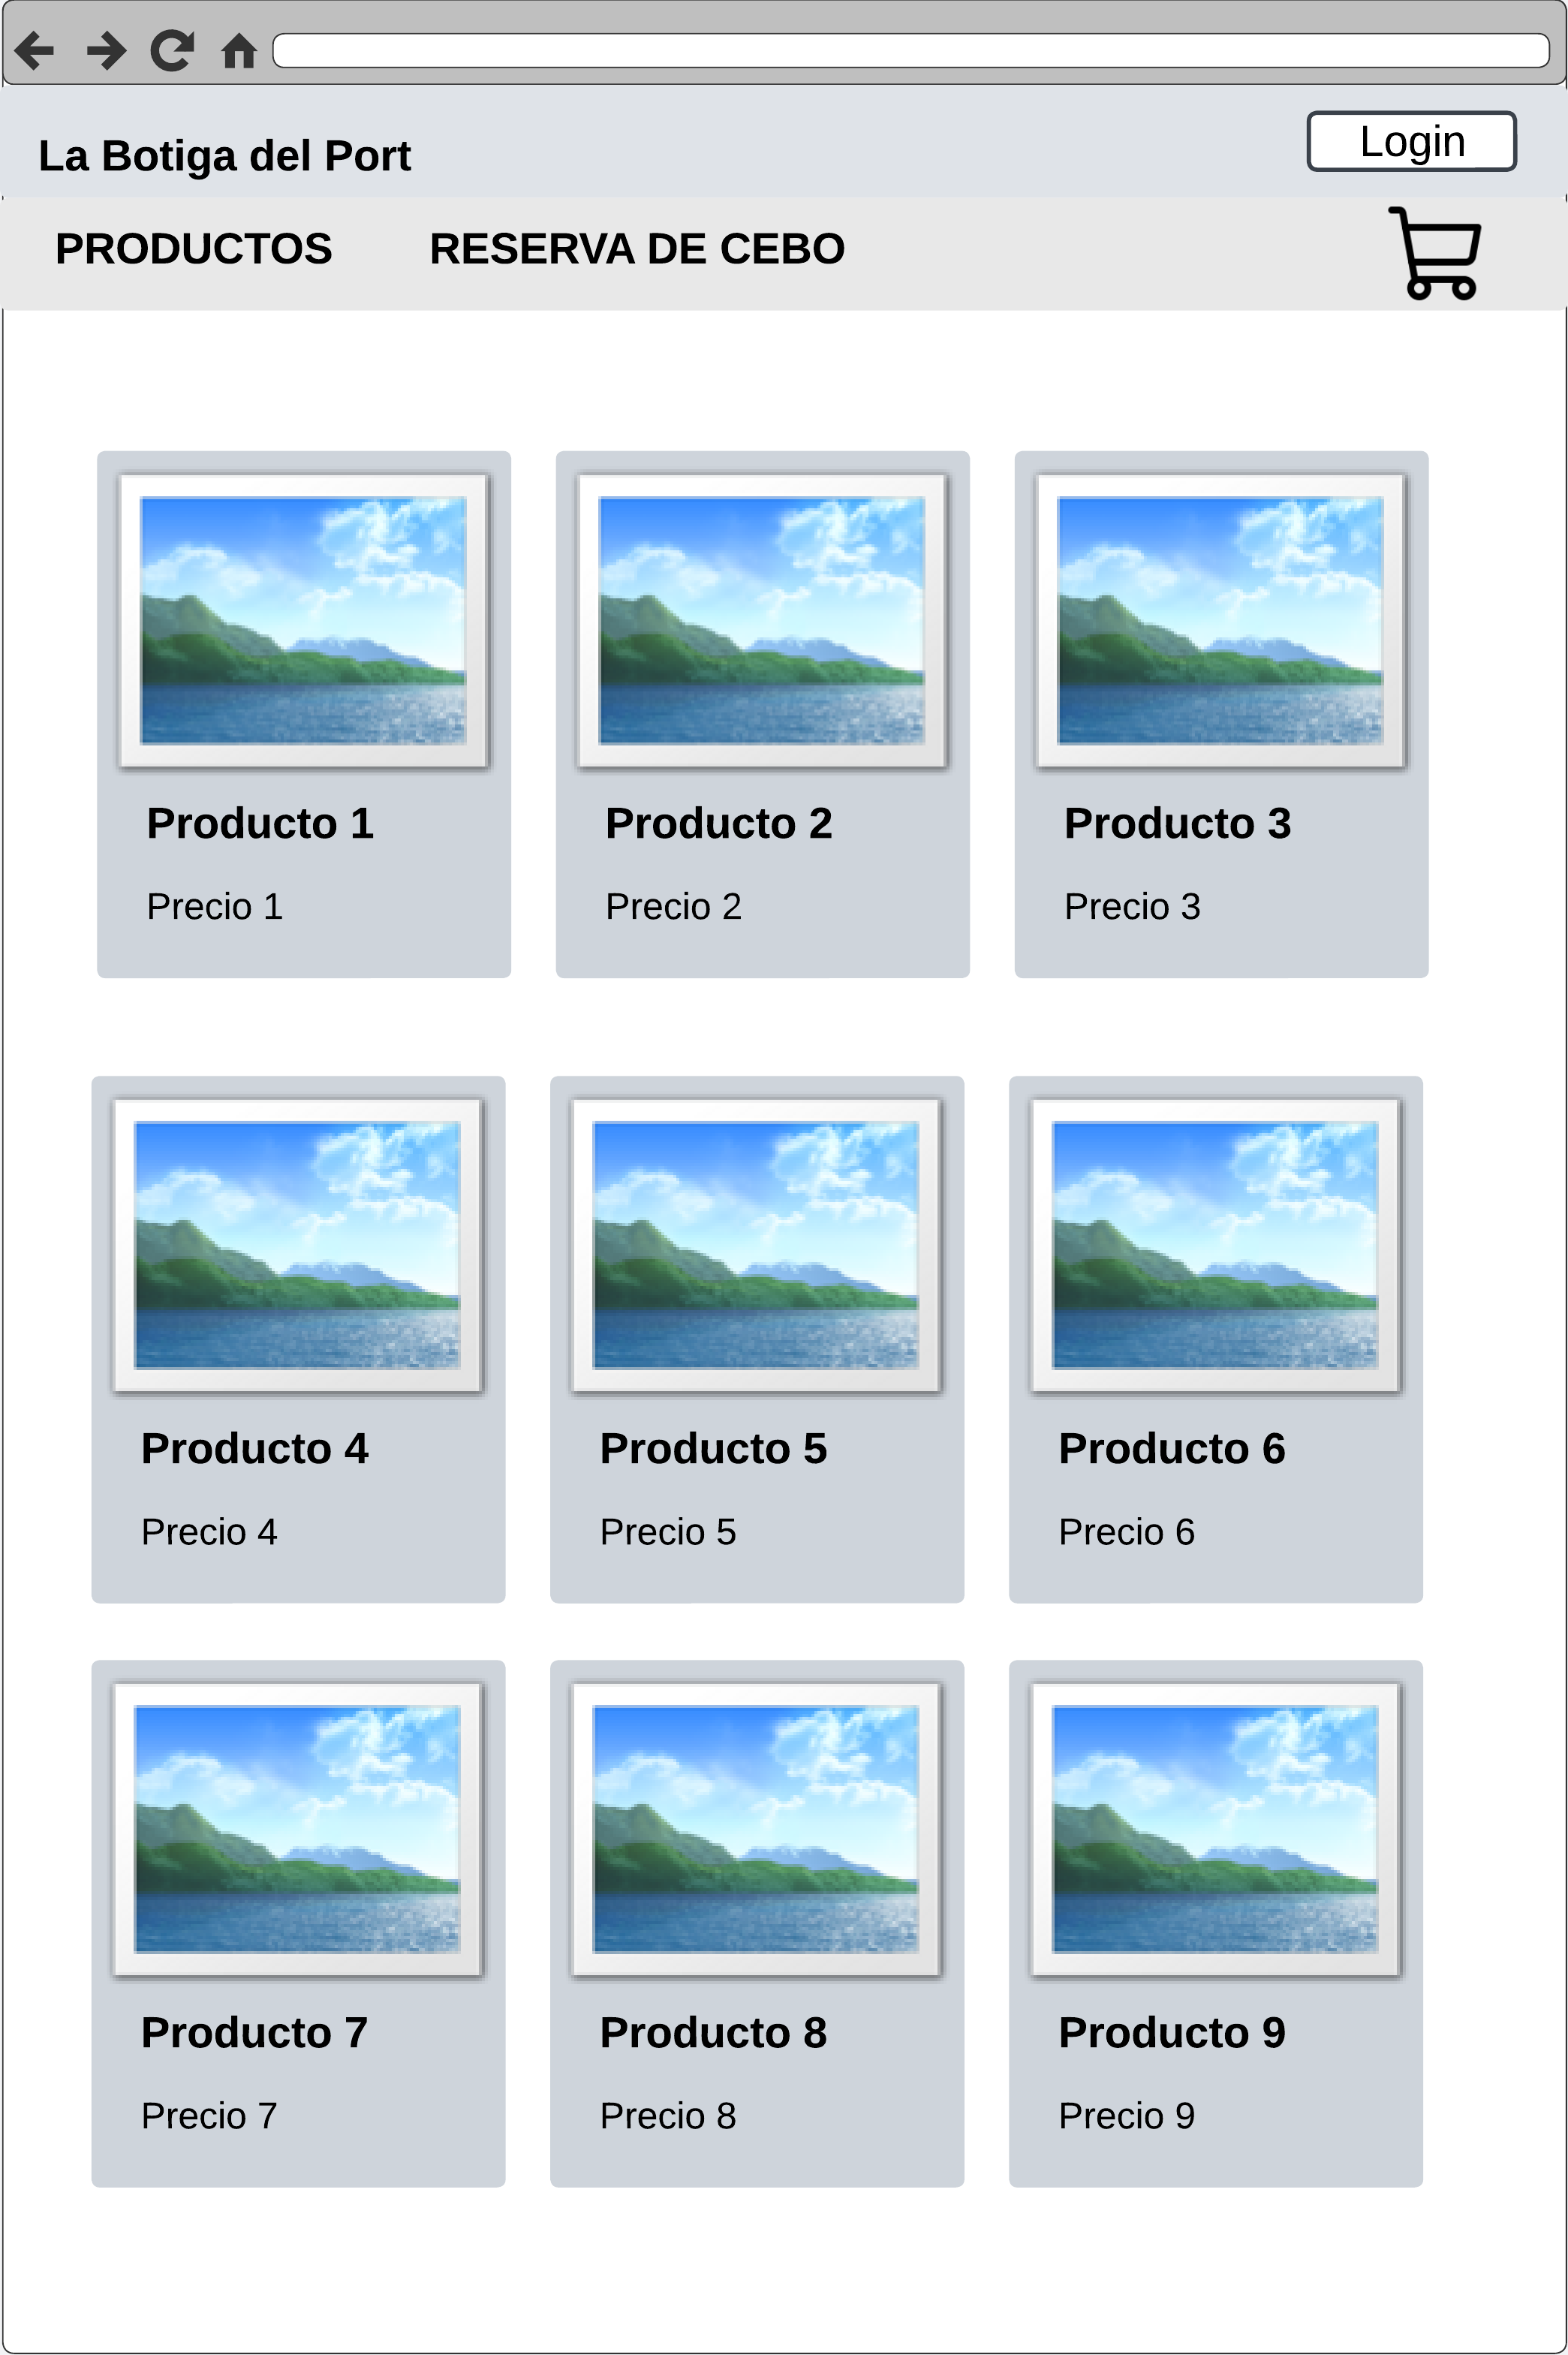 La Botiga del Port
Login
PRODUCTOS
RESERVA DE CEBO
Producto 1
Producto 2
Producto 3
Precio 1
Precio 2
Precio 3
Producto 4
Producto 5
Producto 6
Precio 4
Precio 5
Precio 6
Producto 7
Producto 8
Producto 9
Precio 7
Precio 8
Precio 9